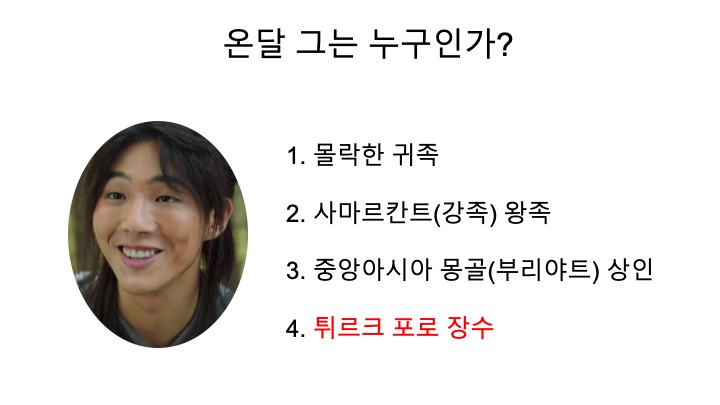 온달 그는 누구인가?
1. 몰락한 귀족
2. 사마르칸트(강족) 왕족
3. 중앙아시아 몽골(부리야트) 상인
4. 튀르크 포로 장수